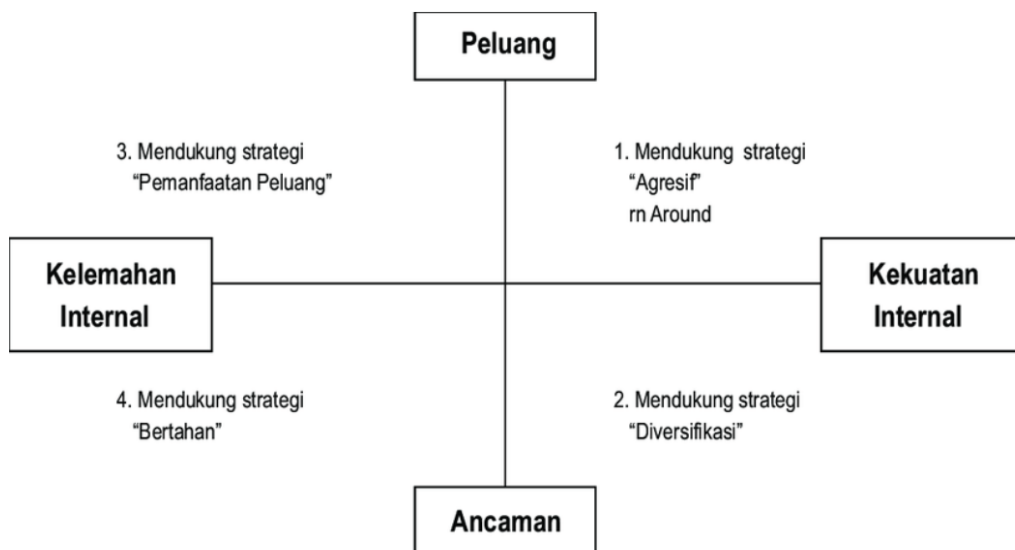 Peluang
3. Mendukung strategi
“Pemanfaatan Peluang”
1. Mendukung strategi
“Agresif”
rn Around
Kelemahan
Internal
Kekuatan
Internal
4. Mendukung strategi
“Bertahan”
2. Mendukung strategi
“Diversifikasi”
Ancaman